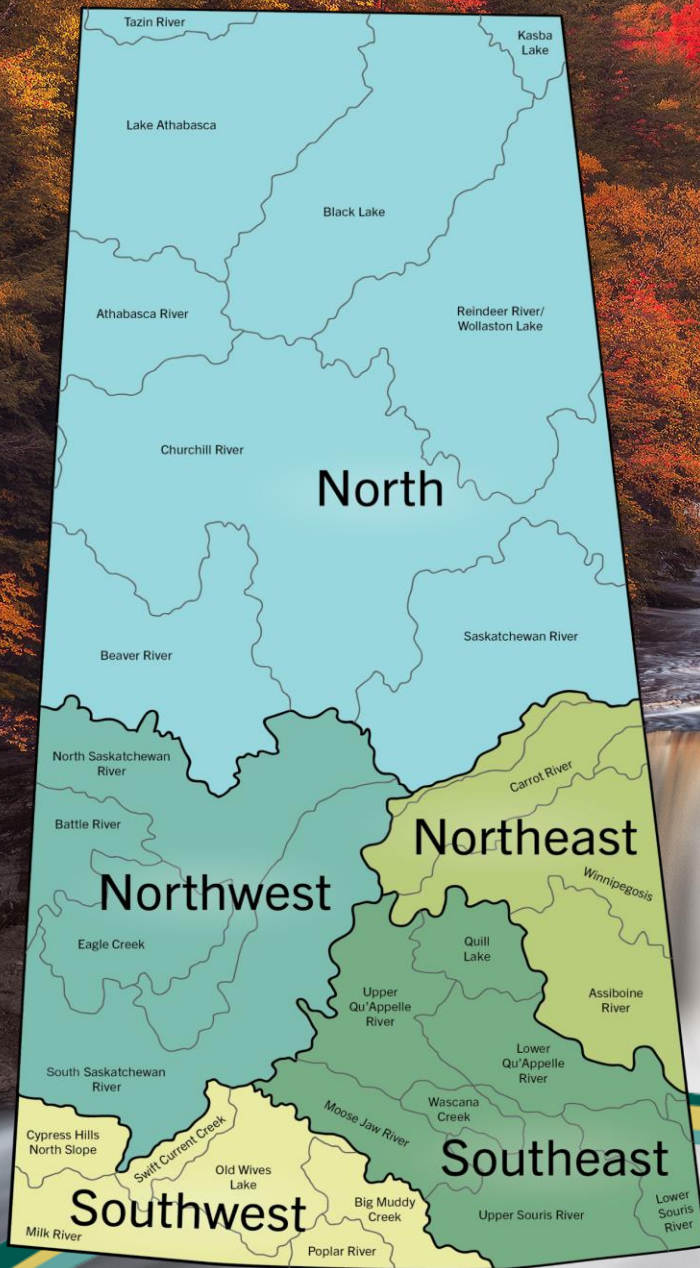 Tazin River
Kasba
Lake
Lake Athabasca
Black Lake
Athabasca River
Reindeer River/
Wollaston Lake
Churchill River
North
Saskatchewan River
Beaver River
North Saskatchewan
River
Carrot River
Battle River
Northeast
Northwest
Winnipegosis
Eagle Creek
Quill
Lake
Upper
Qu'Appelle
River
Assiboine
River
Lower
Qu'Appelle
River
South Saskatchewan
River
Wascana
Creek
Moose Jaw River
Cypress Hills
North Slope
Swift Current Creek
Southeast
Old Wives
Lake
Southwest
Big Muddy
Creek
Upper Souris River
Lower
Souris
River
Milk River
Poplar River